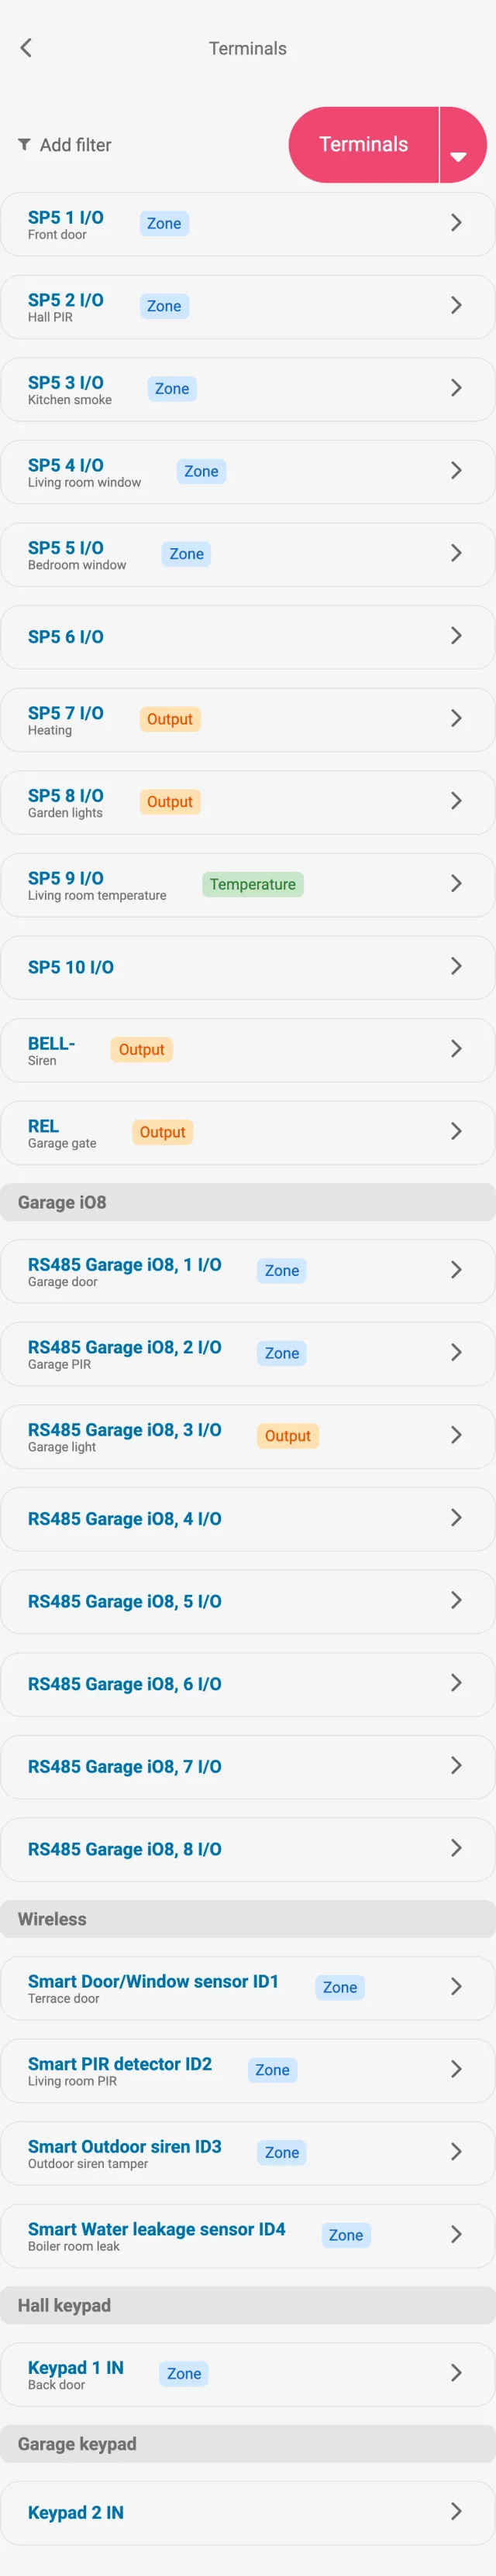 Terminals
Add filter
Terminals
SP5 1 I/O
Zone
Front door
SP5 2 I/O
Zone
Hall PIR
SP5 3 I/O
Zone
Kitchen smoke
SP5 4 I/O
Zone
Living room window
SP5 5 I/O
Zone
Bedroom window
SP5 6 I/O
SP5 7 I/O
Output
Heating
SP5 8 I/O
Output
Garden lights
SP5 9 I/O
Temperature
Living room temperature
SP5 10 I/O
BELL-
Output
Siren
REL
Output
Garage gate
Garage iO8
RS485 Garage iO8, 1 I/O
Zone
Garage door
RS485 Garage iO8, 2 I/O
Zone
Garage PIR
RS485 Garage iO8, 3 I/O
Output
Garage light
RS485 Garage iO8, 4 I/O
RS485 Garage iO8, 5 I/O
RS485 Garage iO8, 6 I/O
RS485 Garage iO8, 7 I/O
RS485 Garage iO8, 8 I/O
Wireless
Smart Door/Window sensor ID1
Zone
Terrace door
Smart PIR detector ID2
Zone
Living room PIR
Smart Outdoor siren ID3
Zone
Outdoor siren tamper
Smart Water leakage sensor ID4
Zone
Boiler room leak
Hall keypad
Keypad 1 IN
Zone
Back door
Garage keypad
Keypad 2 IN